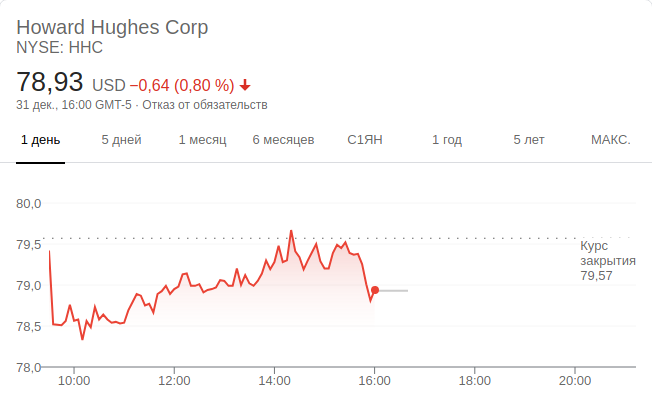 Howard Hughes Corp
NYSE: HHC
78,93 USD −0,64 (0,80 %)
31 дек., 16:00 GMT-5 · Отказ от обязательств
1 день 5 дней 1 месяц 6 месяцев С1ЯН 1 год 5 лет МАКС.
80,0
79,5
Курс
закрытия
79,57
79,0
78,5
78,0
10:00 12:00 14:00 16:00 18:00 20:00